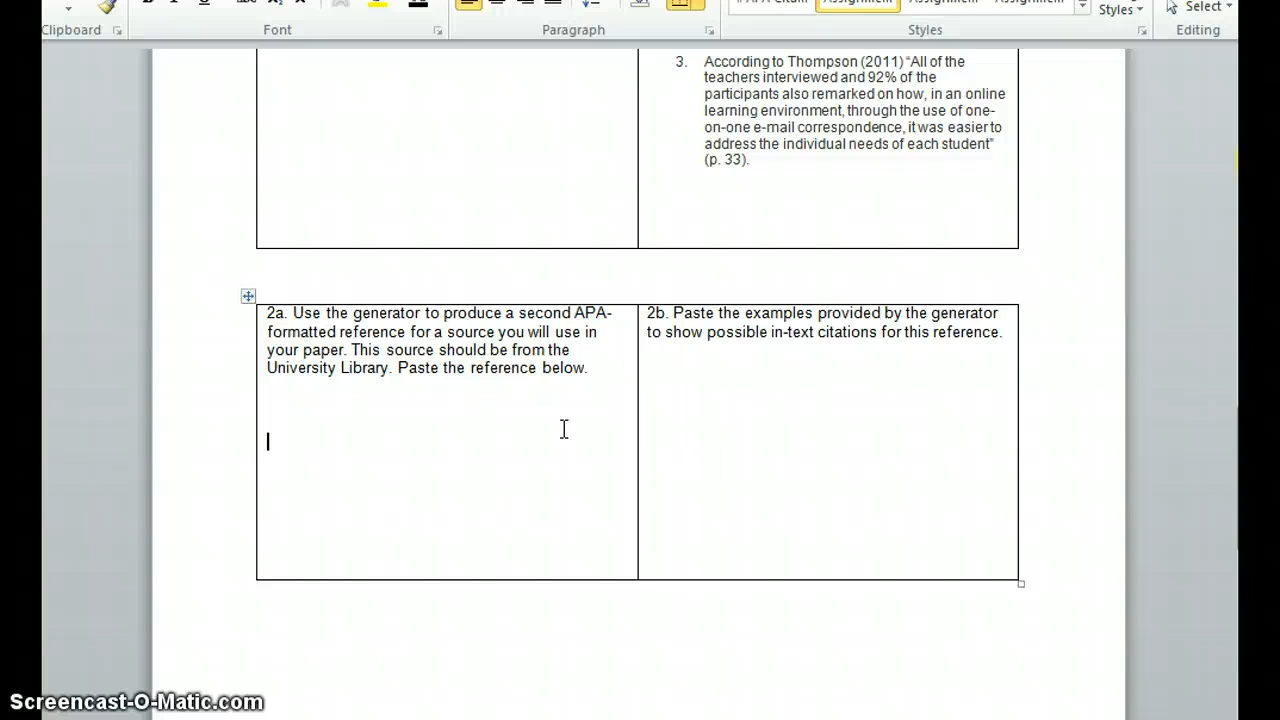 Styles
Select
Clipboard
Font
Paragraph
Styles
Editing
3. According to Thompson (2011) “All of the
teachers interviewed and 92% of the
participants also remarked on how, in an online
learning environment, through the use of one-
on-one e-mail correspondence, it was easier to
address the individual needs of each student”
(p. 33).
2a. Use the generator to produce a second APA-
formatted reference for a source you will use in
your paper. This source should be from the
University Library. Paste the reference below.
2b. Paste the examples provided by the generator
to show possible in-text citations for this reference.
Screencast-O-Matic.com